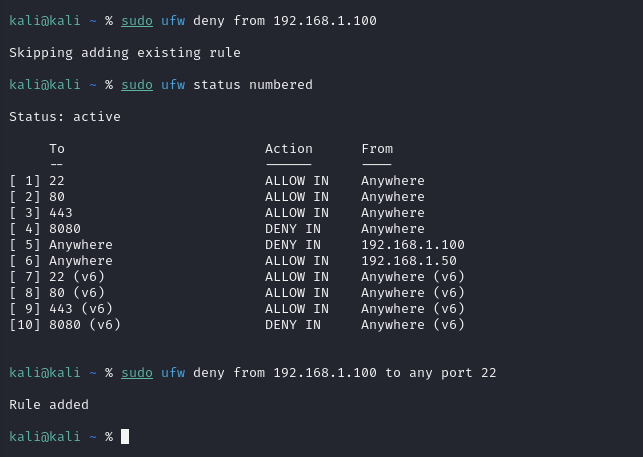 kali@kali ~ % sudo ufw deny from 192.168.1.100
Skipping adding existing rule
kali@kali ~ % sudo ufw status numbered
Status: active
     To                         Action      From
     --                         ------      ----
[ 1] 22                         ALLOW IN    Anywhere
[ 2] 80                         ALLOW IN    Anywhere
[ 3] 443                        ALLOW IN    Anywhere
[ 4] 8080                       DENY IN     Anywhere
[ 5] Anywhere                   DENY IN     192.168.1.100
[ 6] Anywhere                   ALLOW IN    192.168.1.50
[ 7] 22 (v6)                    ALLOW IN    Anywhere (v6)
[ 8] 80 (v6)                    ALLOW IN    Anywhere (v6)
[ 9] 443 (v6)                   ALLOW IN    Anywhere (v6)
[10] 8080 (v6)                  DENY IN     Anywhere (v6)
kali@kali ~ % sudo ufw deny from 192.168.1.100 to any port 22
Rule added
kali@kali ~ %